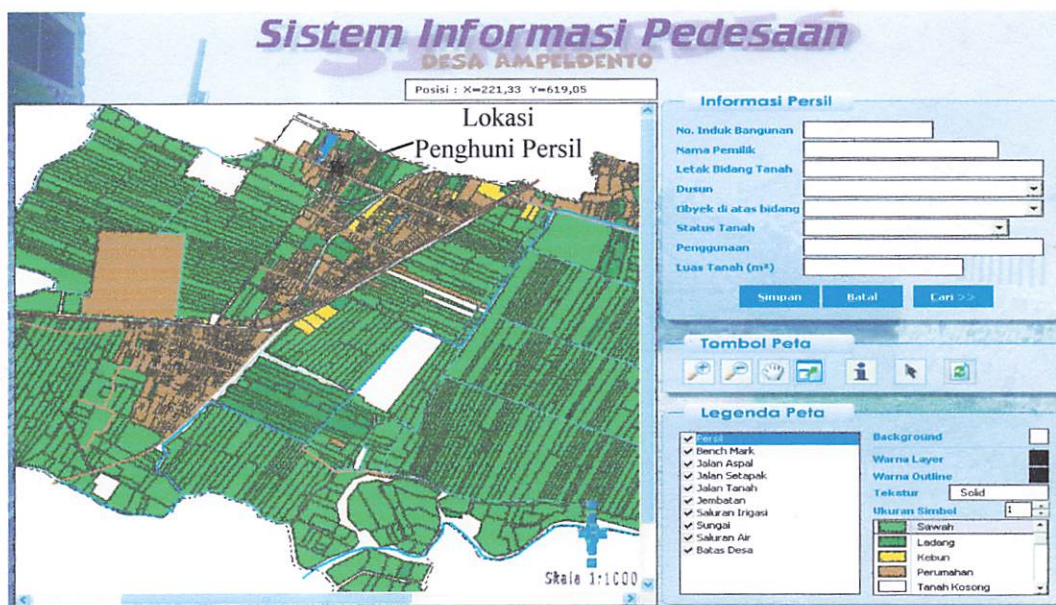 Sistem Informasi Pedesaan
DESA AMPELDENTO
Posisi : X=221,33 Y=619,05
Lokasi
Penghuni Persil
Skala 1:1000
Informasi Persil
No. Induk Bangunan
Nama Pemilik
Letak Bidang Tanah
Dusun
Obyek di atas bidang
Status Tanah
Penggunaan
Luas Tanah (m²)
Simpan Batal Cari >>
Tombol Peta
Legenda Peta
Persil
Bench Mark
Jalan Aspal
Jalan Setapak
Jalan Tanah
Jembatan
Saluran Irigasi
Sungai
Saluran Air
Batas Desa
Background
Warna Layer
Warna Outline
Tekstur Solid
Ukuran Simbol 1
Sawah
Ladang
Kebun
Perumahan
Tanah Kosong